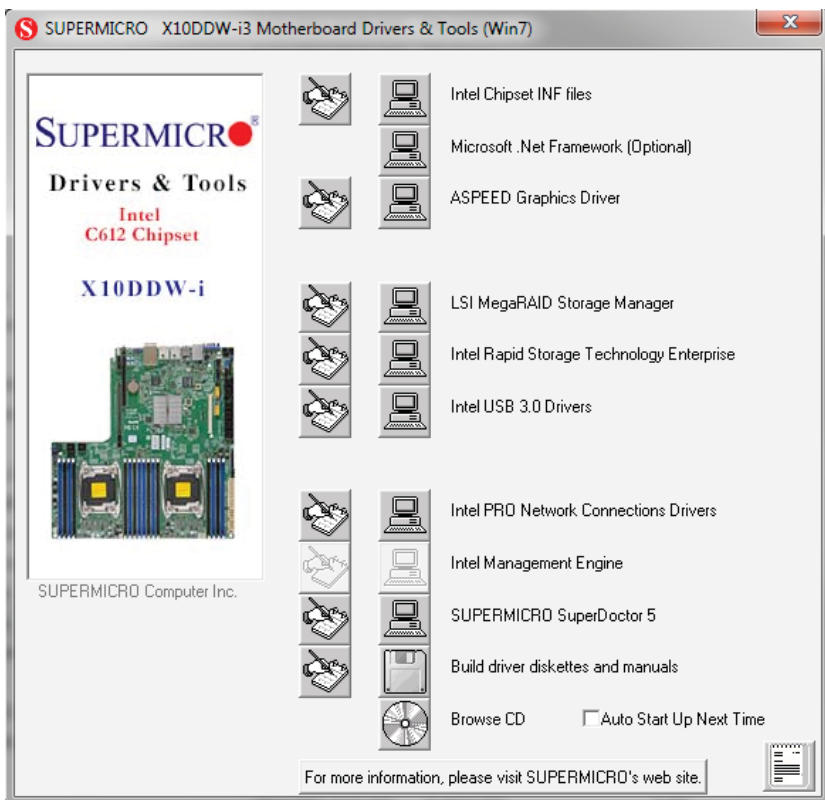 SUPERMICRO X10DDW-i3 Motherboard Drivers & Tools (Win7)
SUPERMICRO®
Drivers & Tools
Intel
C612 Chipset
X10DDW-i
SUPERMICRO Computer Inc.
Intel Chipset INF files
Microsoft .Net Framework (Optional)
ASPEED Graphics Driver
LSI MegaRAID Storage Manager
Intel Rapid Storage Technology Enterprise
Intel USB 3.0 Drivers
Intel PRO Network Connections Drivers
Intel Management Engine
SUPERMICRO SuperDoctor 5
Build driver diskettes and manuals
Browse CD
Auto Start Up Next Time
For more information, please visit SUPERMICRO's web site.